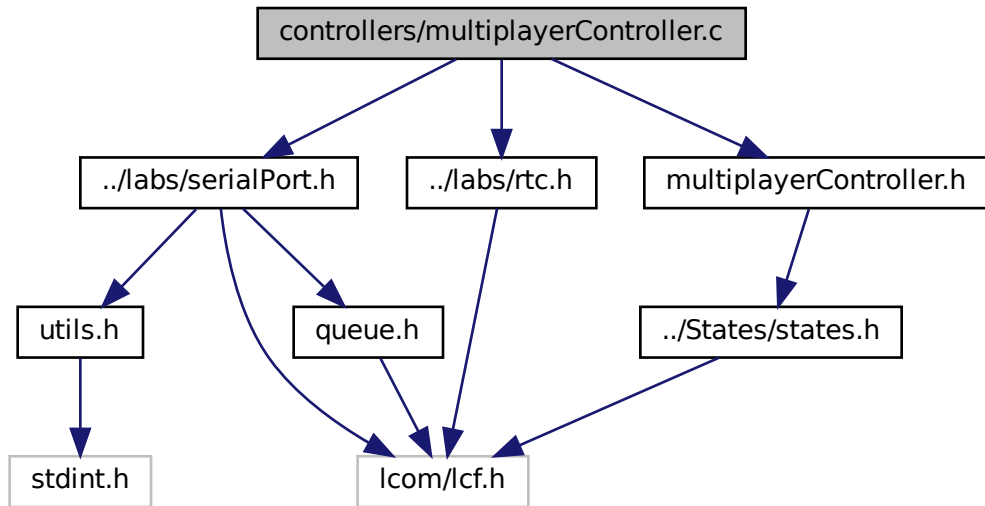 controllers/multiplayerController.c
../labs/serialPort.h
../labs/rtc.h
multiplayerController.h
utils.h
queue.h
../States/states.h
stdint.h
lcom/lcf.h